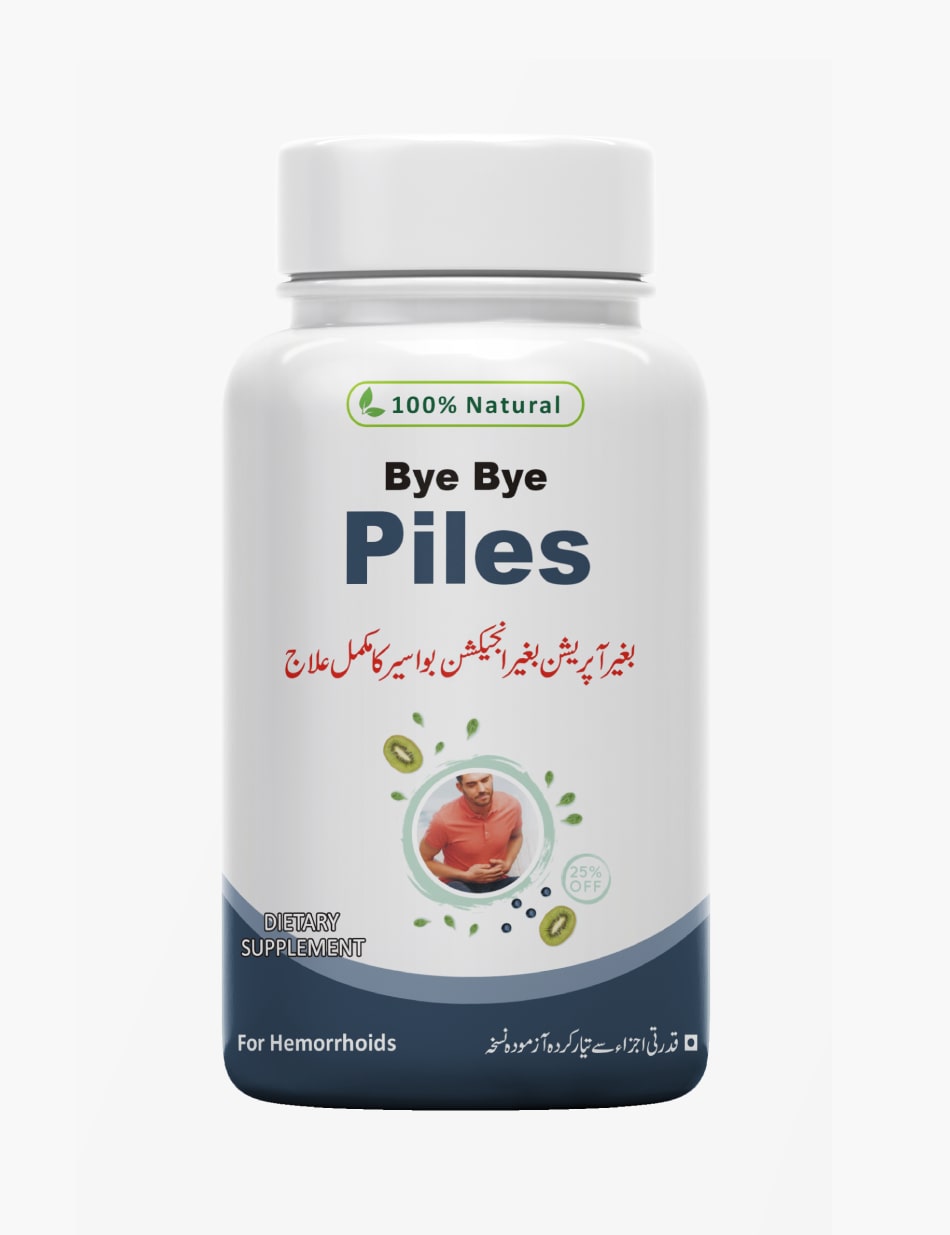 100% Natural
Bye Bye
Piles
بغیر آپریشن بغیر انجیکشن بواسیر کا مکمل علاج
25%
OFF
DIETARY
SUPPLEMENT
For Hemorrhoids
قدرتی اجزاء سے تیار کردہ آزمودہ نسخہ